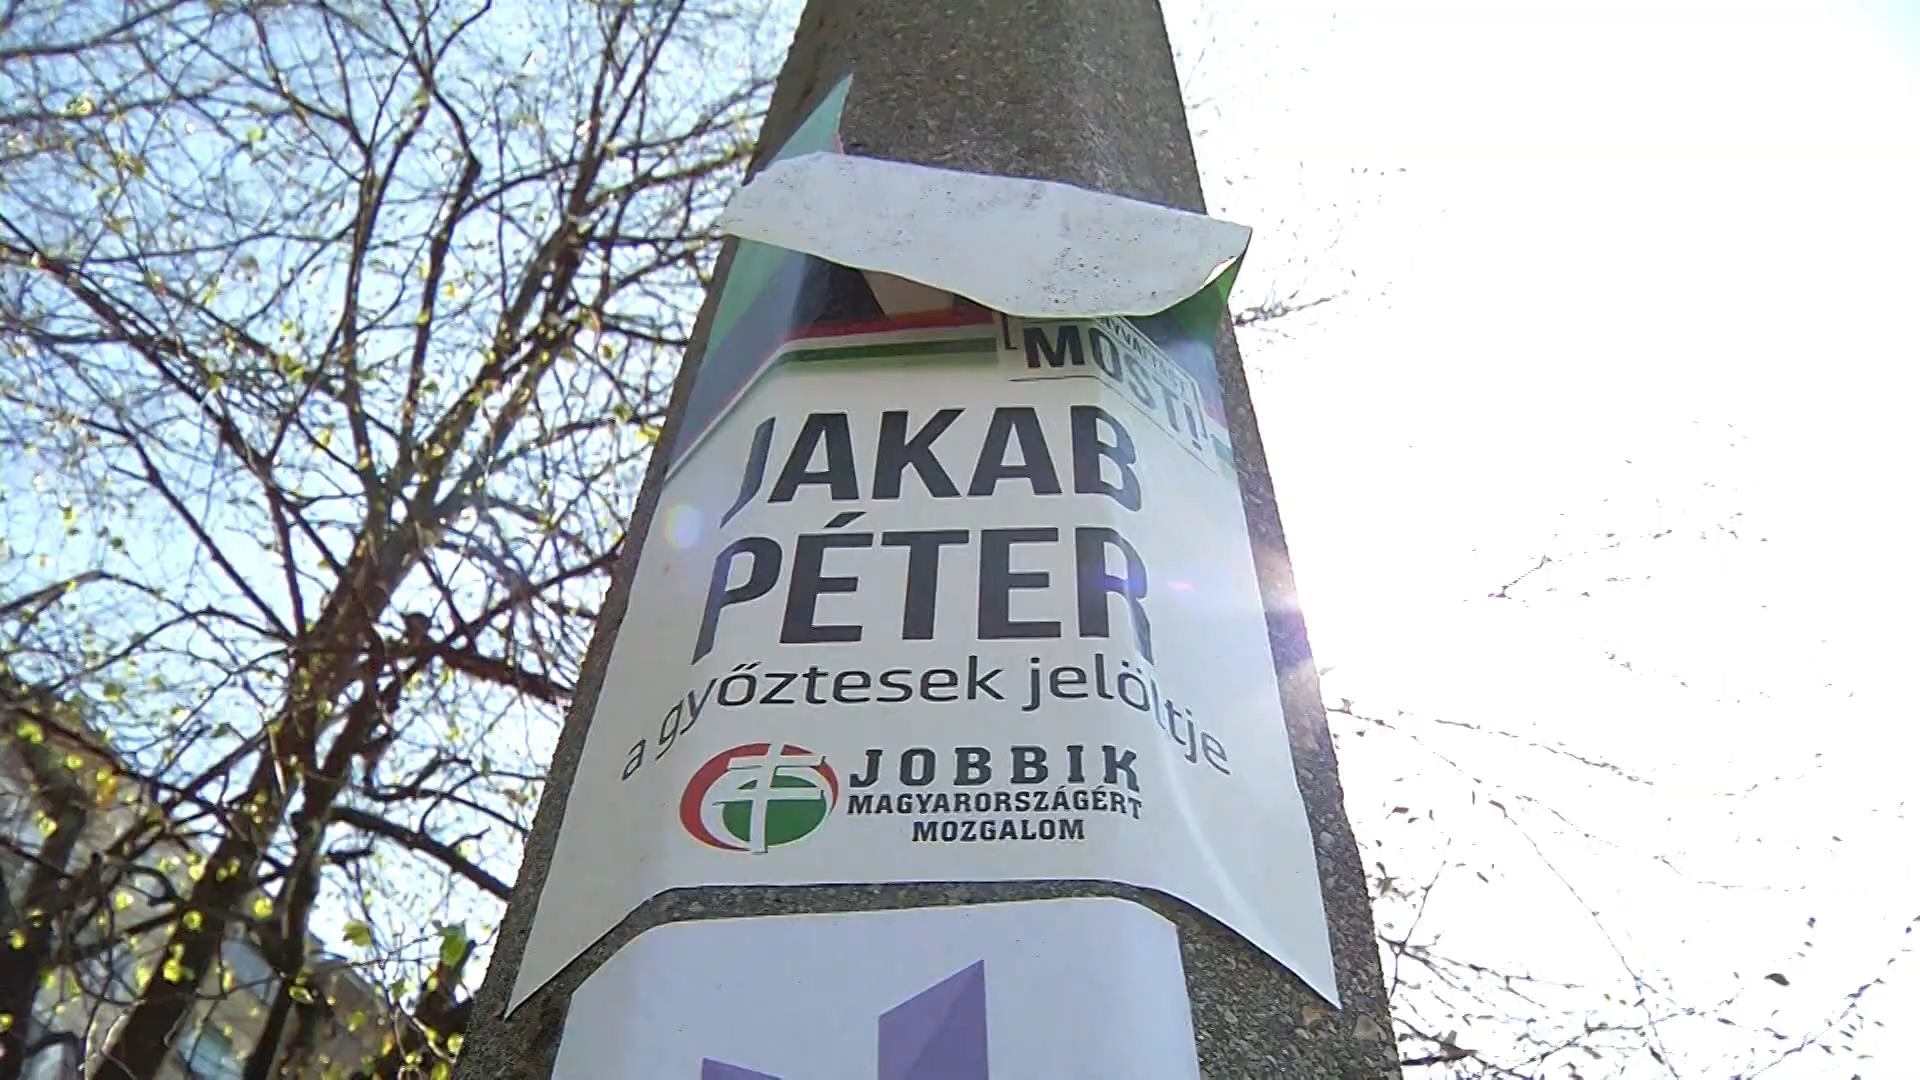 MOST!
JAKAB
PÉTER
a győztesek jelöltje
JOBBIK
MAGYARORSZÁGÉRT
MOZGALOM